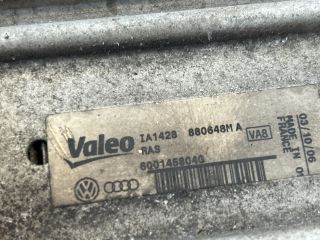 Valeo
IA1428 880648M A VA8
RAS
6001458040
03/10/06
MADE IN
FRANCE